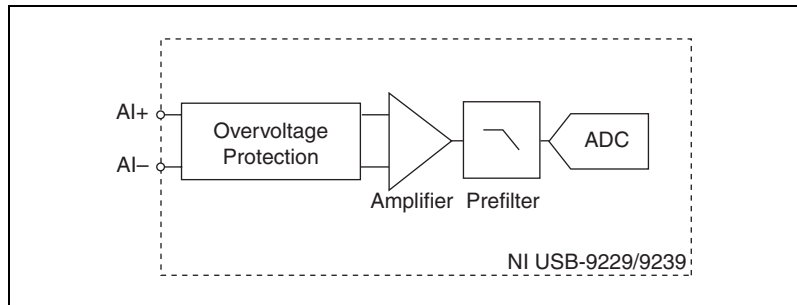 AI+
AI–
Overvoltage
Protection
Amplifier
Prefilter
ADC
NI USB-9229/9239